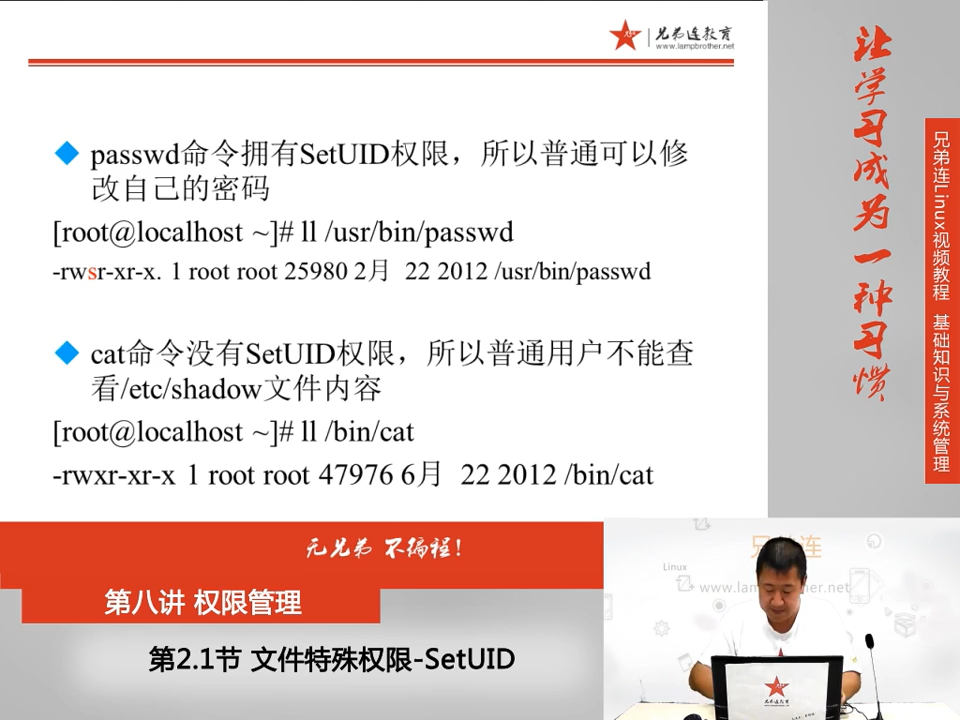 兄弟连教育
www.lampbrother.net
passwd命令拥有SetUID权限，所以普通可以修
改自己的密码
[root@localhost ~]# ll /usr/bin/passwd
-rwsr-xr-x. 1 root root 25980 2月 22 2012 /usr/bin/passwd
cat命令没有SetUID权限，所以普通用户不能查
看/etc/shadow文件内容
[root@localhost ~]# ll /bin/cat
-rwxr-xr-x 1 root root 47976 6月 22 2012 /bin/cat
让学习成为一种习惯
兄弟连Linux视频教程 基础知识与系统管理
无兄弟 不编程!
第八讲 权限管理
第2.1节 文件特殊权限-SetUID
Linux
兄弟连教育